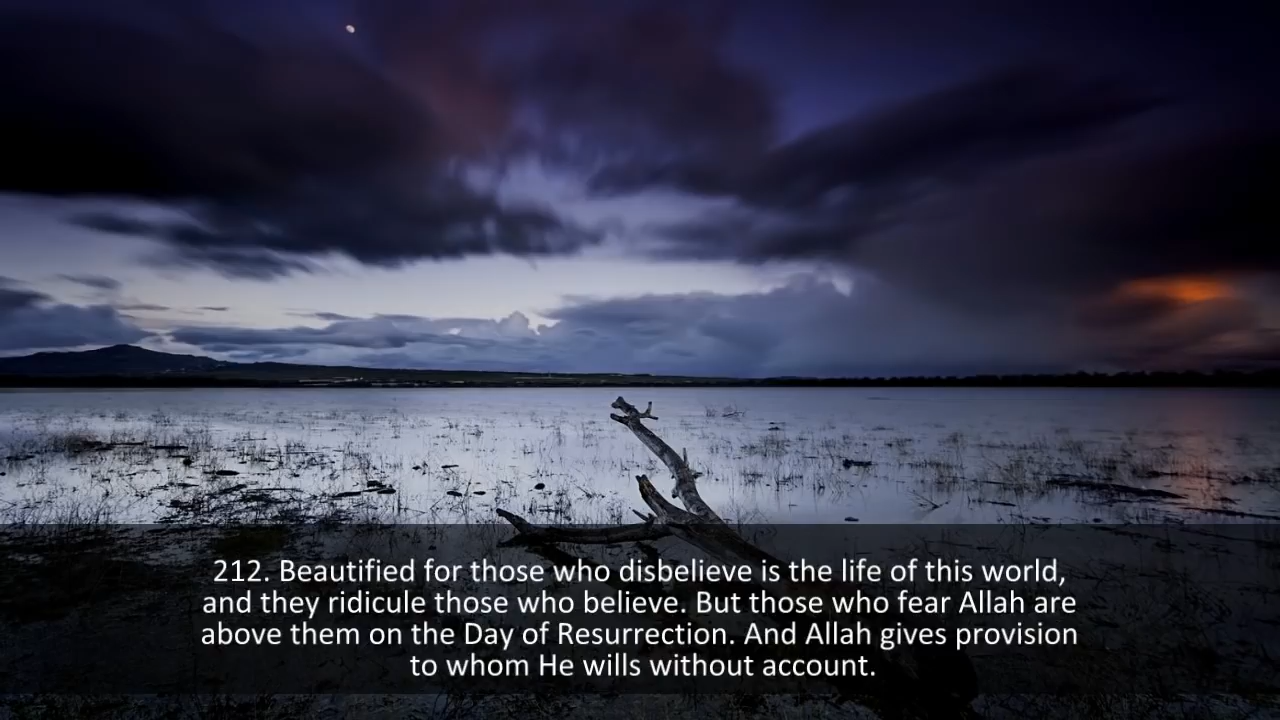 212. Beautified for those who disbelieve is the life of this world,
and they ridicule those who believe. But those who fear Allah are
above them on the Day of Resurrection. And Allah gives provision
to whom He wills without account.